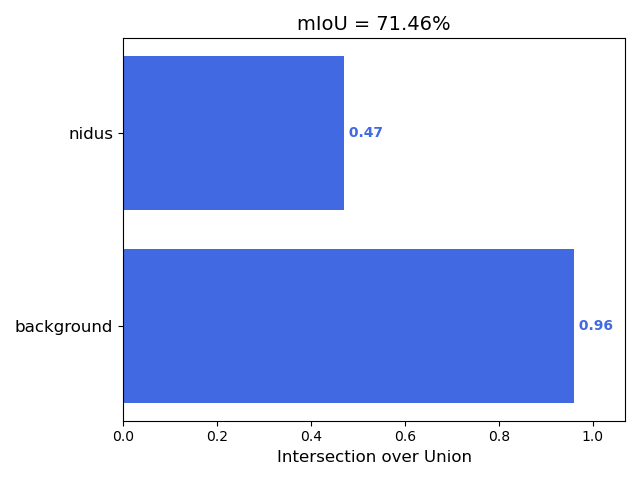 mIoU = 71.46%
nidus
0.47
background
0.96
0.0 0.2 0.4 0.6 0.8 1.0
Intersection over Union